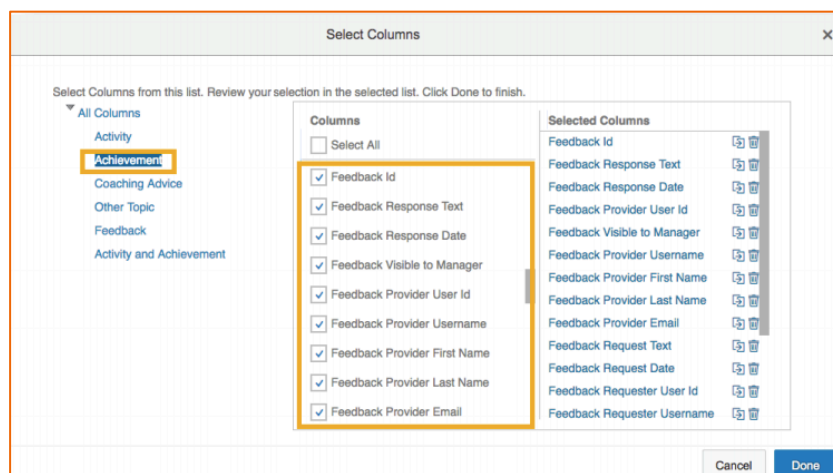 Select Columns
Select Columns from this list. Review your selection in the selected list. Click Done to finish.
All Columns
Activity
Achievement
Coaching Advice
Other Topic
Feedback
Activity and Achievement
Columns
Select All
Feedback Id
Feedback Response Text
Feedback Response Date
Feedback Visible to Manager
Feedback Provider User Id
Feedback Provider Username
Feedback Provider First Name
Feedback Provider Last Name
Feedback Provider Email
Selected Columns
Feedback Id
Feedback Response Text
Feedback Response Date
Feedback Provider User Id
Feedback Visible to Manager
Feedback Provider Username
Feedback Provider First Name
Feedback Provider Last Name
Feedback Provider Email
Feedback Request Text
Feedback Request Date
Feedback Requester User Id
Feedback Requester Username
Cancel
Done